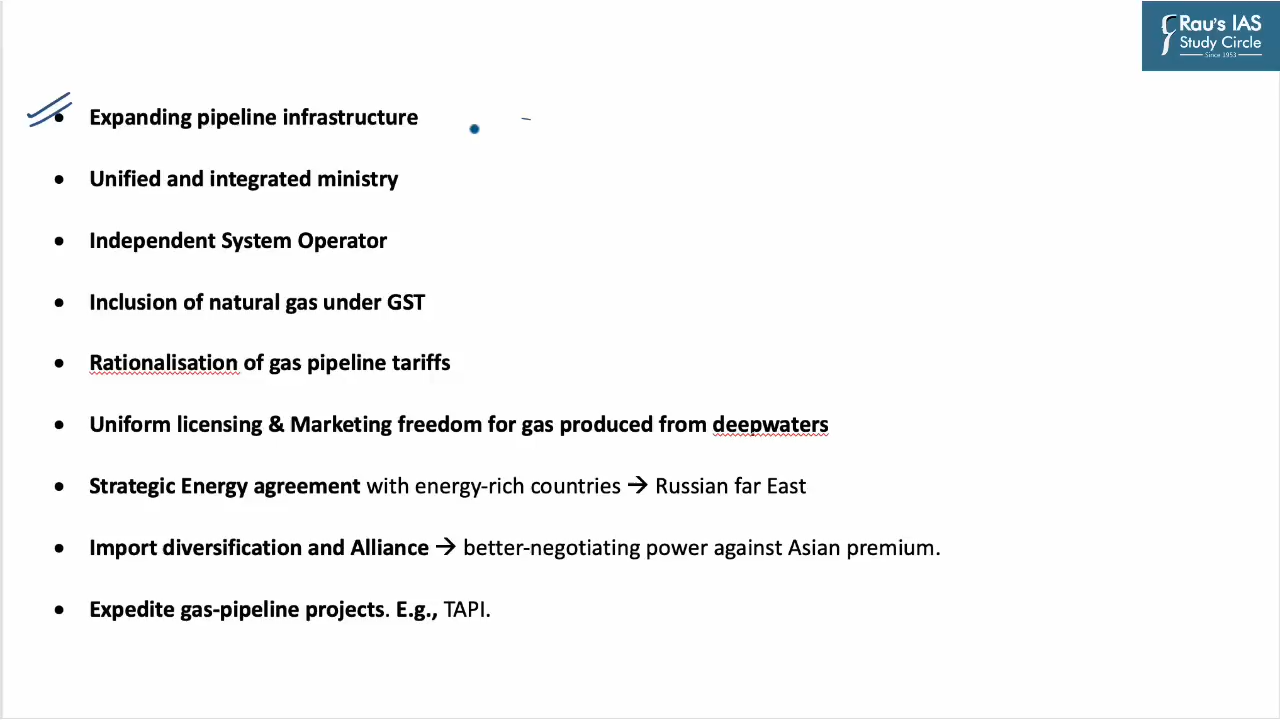 Rau's IAS
Study Circle
Since 1953
• Expanding pipeline infrastructure
• Unified and integrated ministry
• Independent System Operator
• Inclusion of natural gas under GST
• Rationalisation of gas pipeline tariffs
• Uniform licensing & Marketing freedom for gas produced from deepwaters
• Strategic Energy agreement with energy-rich countries → Russian far East
• Import diversification and Alliance → better-negotiating power against Asian premium.
• Expedite gas-pipeline projects. E.g., TAPI.